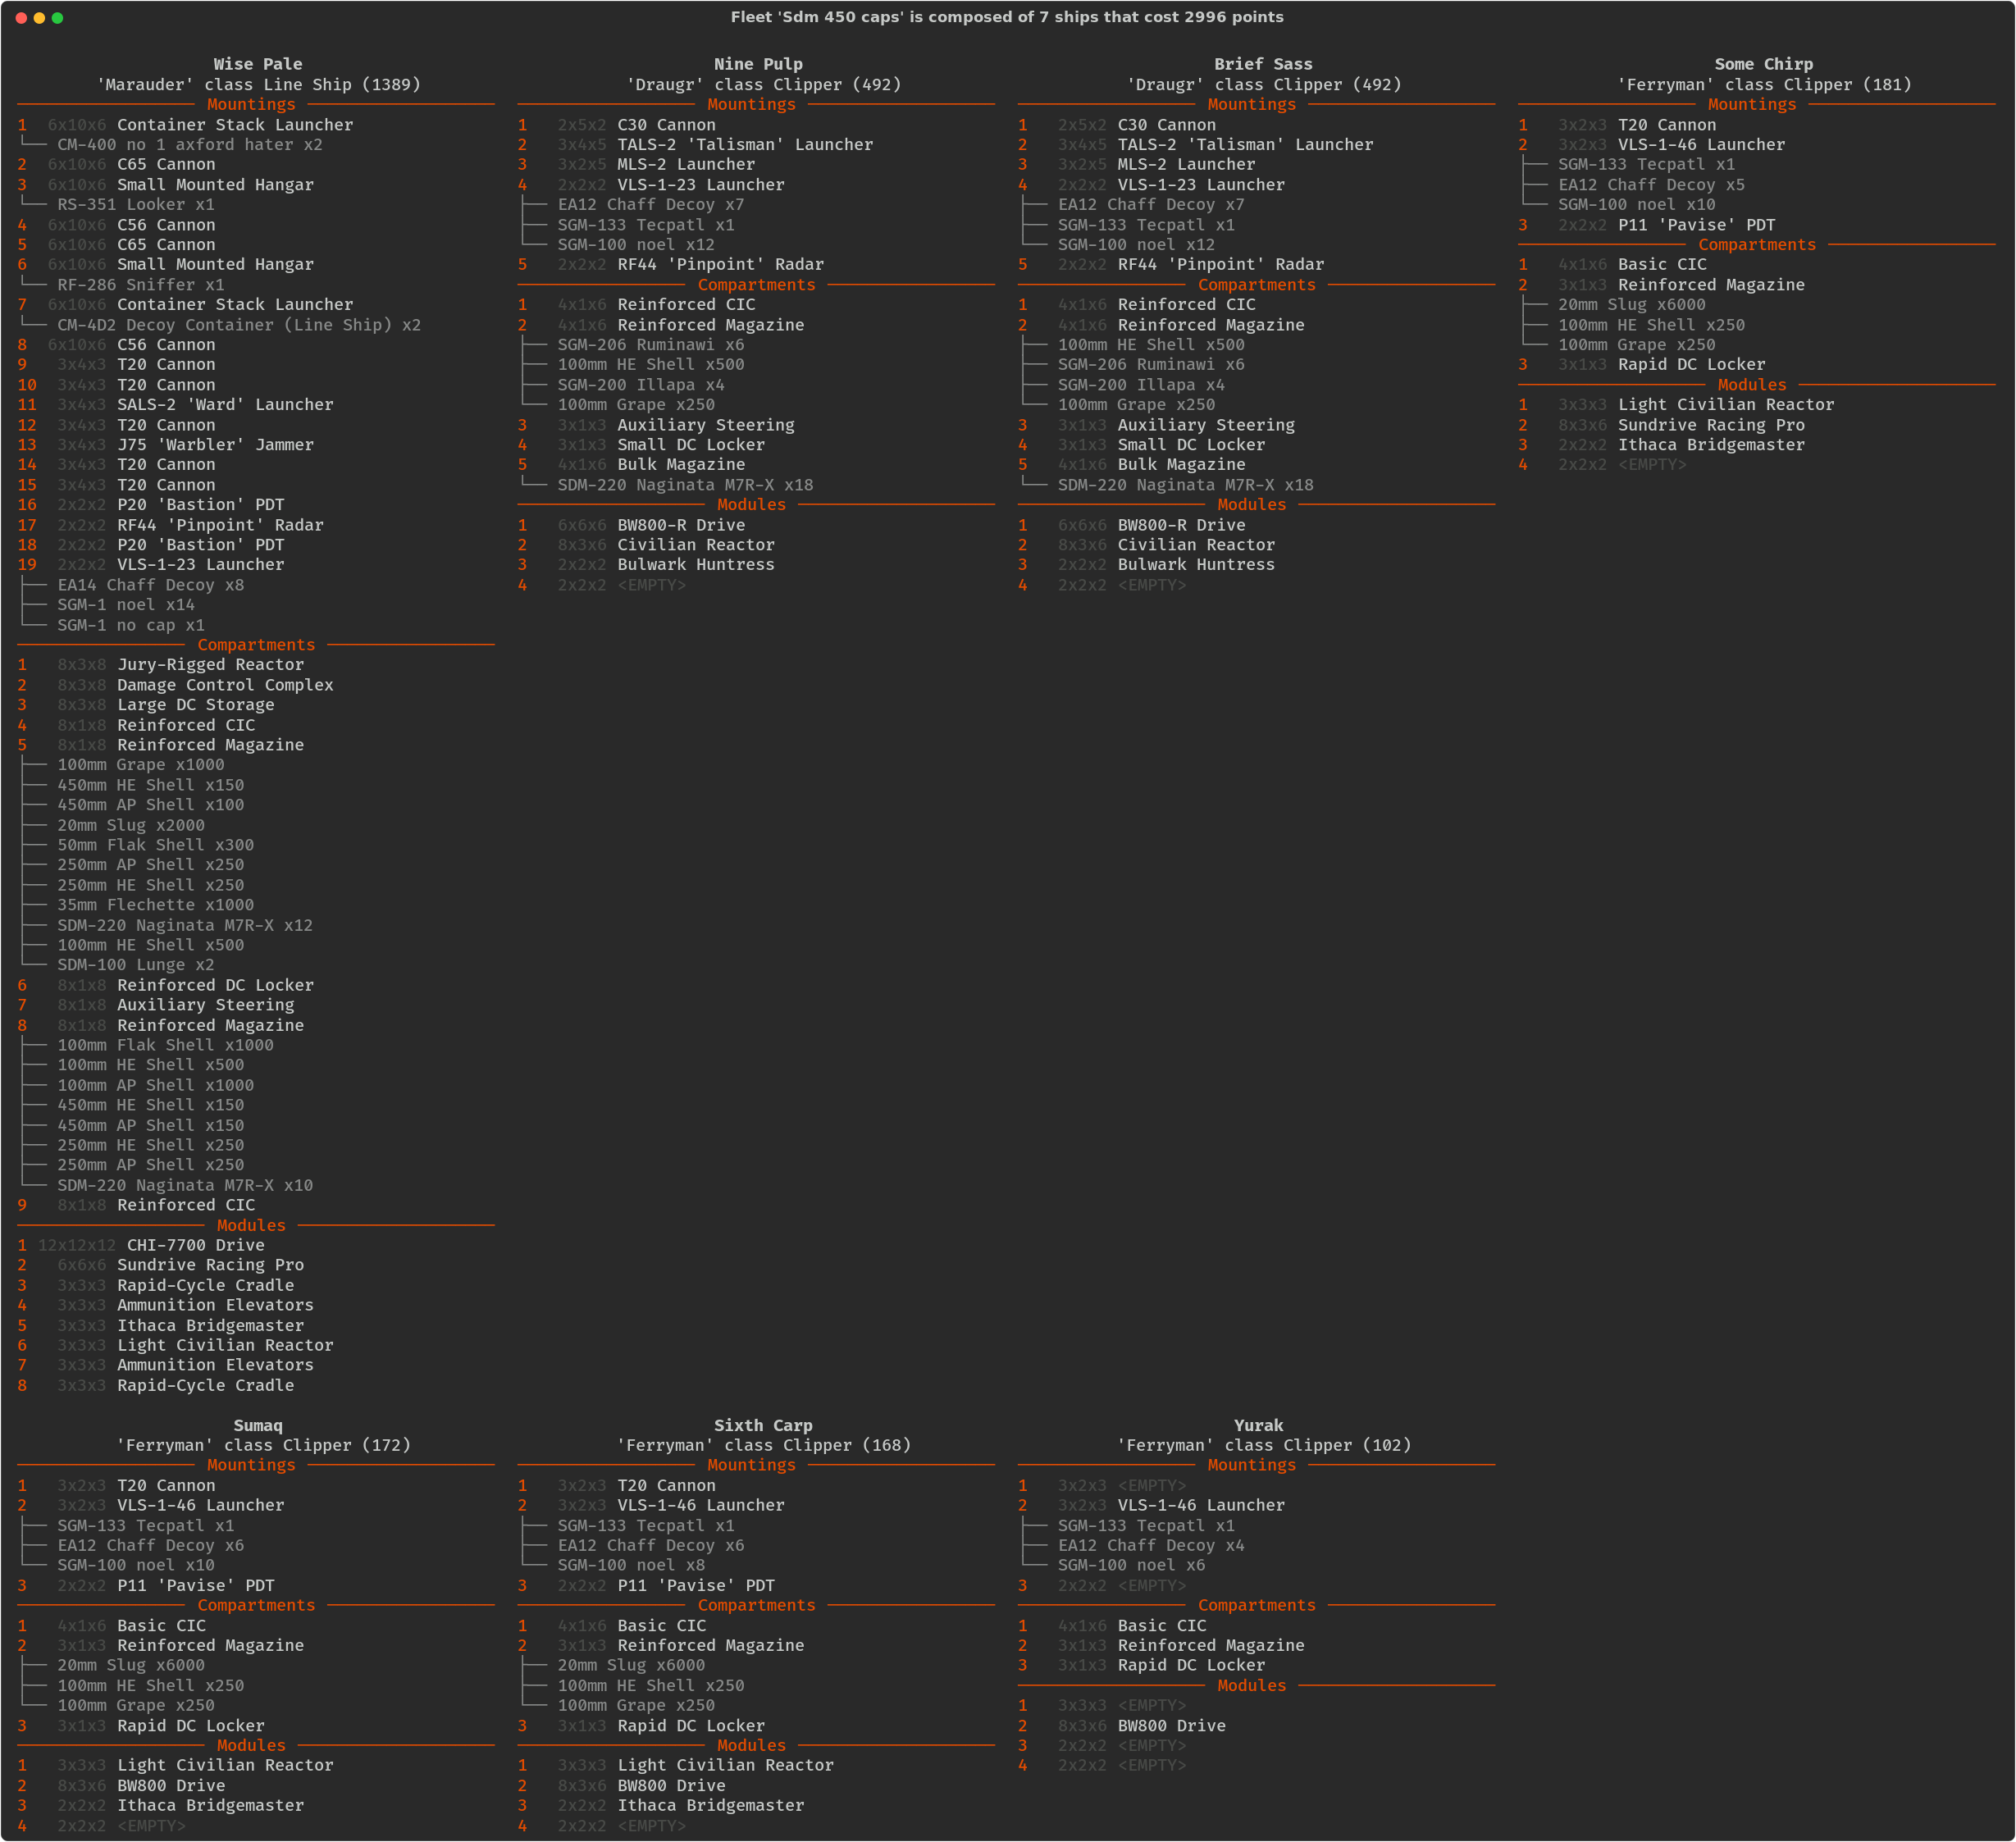 Fleet 'Sdm 450 caps' is composed of 7 ships that cost 2996 points
Wise Pale
'Marauder' class Line Ship (1389)
Mountings
1 6x10x6 Container Stack Launcher
CM-400 no 1 axford hater x2
2 6x10x6 C65 Cannon
3 6x10x6 Small Mounted Hangar
RS-351 Looker x1
4 6x10x6 C56 Cannon
5 6x10x6 C65 Cannon
6 6x10x6 Small Mounted Hangar
RF-286 Sniffer x1
7 6x10x6 Container Stack Launcher
CM-4D2 Decoy Container (Line Ship) x2
8 6x10x6 C56 Cannon
9 3x4x3 T20 Cannon
10 3x4x3 T20 Cannon
11 3x4x3 SALS-2 'Ward' Launcher
12 3x4x3 T20 Cannon
13 3x4x3 J75 'Warbler' Jammer
14 3x4x3 T20 Cannon
15 3x4x3 T20 Cannon
16 2x2x2 P20 'Bastion' PDT
17 2x2x2 RF44 'Pinpoint' Radar
18 2x2x2 P20 'Bastion' PDT
19 2x2x2 VLS-1-23 Launcher
EA14 Chaff Decoy x8
SGM-1 noel x14
SGM-1 no cap x1
Compartments
1 8x3x8 Jury-Rigged Reactor
2 8x3x8 Damage Control Complex
3 8x3x8 Large DC Storage
4 8x1x8 Reinforced CIC
5 8x1x8 Reinforced Magazine
100mm Grape x1000
450mm HE Shell x150
450mm AP Shell x100
20mm Slug x2000
50mm Flak Shell x300
250mm AP Shell x250
250mm HE Shell x250
35mm Flechette x1000
SDM-220 Naginata M7R-X x12
100mm HE Shell x500
SDM-100 Lunge x2
6 8x1x8 Reinforced DC Locker
7 8x1x8 Auxiliary Steering
8 8x1x8 Reinforced Magazine
100mm Flak Shell x1000
100mm HE Shell x500
100mm AP Shell x1000
450mm HE Shell x150
450mm AP Shell x150
250mm HE Shell x250
250mm AP Shell x250
SDM-220 Naginata M7R-X x10
9 8x1x8 Reinforced CIC
Modules
1 12x12x12 CHI-7700 Drive
2 6x6x6 Sundrive Racing Pro
3 3x3x3 Rapid-Cycle Cradle
4 3x3x3 Ammunition Elevators
5 3x3x3 Ithaca Bridgemaster
6 3x3x3 Light Civilian Reactor
7 3x3x3 Ammunition Elevators
8 3x3x3 Rapid-Cycle Cradle
Nine Pulp
'Draugr' class Clipper (492)
Mountings
1 2x5x2 C30 Cannon
2 3x4x5 TALS-2 'Talisman' Launcher
3 3x2x5 MLS-2 Launcher
4 2x2x2 VLS-1-23 Launcher
EA12 Chaff Decoy x7
SGM-133 Tecpatl x1
SGM-100 noel x12
5 2x2x2 RF44 'Pinpoint' Radar
Compartments
1 4x1x6 Reinforced CIC
2 4x1x6 Reinforced Magazine
SGM-206 Ruminawi x6
100mm HE Shell x500
SGM-200 Illapa x4
100mm Grape x250
3 3x1x3 Auxiliary Steering
4 3x1x3 Small DC Locker
5 4x1x6 Bulk Magazine
SDM-220 Naginata M7R-X x18
Modules
1 6x6x6 BW800-R Drive
2 8x3x6 Civilian Reactor
3 2x2x2 Bulwark Huntress
4 2x2x2 <EMPTY>
Brief Sass
'Draugr' class Clipper (492)
Mountings
1 2x5x2 C30 Cannon
2 3x4x5 TALS-2 'Talisman' Launcher
3 3x2x5 MLS-2 Launcher
4 2x2x2 VLS-1-23 Launcher
EA12 Chaff Decoy x7
SGM-133 Tecpatl x1
SGM-100 noel x12
5 2x2x2 RF44 'Pinpoint' Radar
Compartments
1 4x1x6 Reinforced CIC
2 4x1x6 Reinforced Magazine
100mm HE Shell x500
SGM-206 Ruminawi x6
SGM-200 Illapa x4
100mm Grape x250
3 3x1x3 Auxiliary Steering
4 3x1x3 Small DC Locker
5 4x1x6 Bulk Magazine
SDM-220 Naginata M7R-X x18
Modules
1 6x6x6 BW800-R Drive
2 8x3x6 Civilian Reactor
3 2x2x2 Bulwark Huntress
4 2x2x2 <EMPTY>
Some Chirp
'Ferryman' class Clipper (181)
Mountings
1 3x2x3 T20 Cannon
2 3x2x3 VLS-1-46 Launcher
SGM-133 Tecpatl x1
EA12 Chaff Decoy x5
SGM-100 noel x10
3 2x2x2 P11 'Pavise' PDT
Compartments
1 4x1x6 Basic CIC
2 3x1x3 Reinforced Magazine
20mm Slug x6000
100mm HE Shell x250
100mm Grape x250
3 3x1x3 Rapid DC Locker
Modules
1 3x3x3 Light Civilian Reactor
2 8x3x6 Sundrive Racing Pro
3 2x2x2 Ithaca Bridgemaster
4 2x2x2 <EMPTY>
Sumaq
'Ferryman' class Clipper (172)
Mountings
1 3x2x3 T20 Cannon
2 3x2x3 VLS-1-46 Launcher
SGM-133 Tecpatl x1
EA12 Chaff Decoy x6
SGM-100 noel x10
3 2x2x2 P11 'Pavise' PDT
Compartments
1 4x1x6 Basic CIC
2 3x1x3 Reinforced Magazine
20mm Slug x6000
100mm HE Shell x250
100mm Grape x250
3 3x1x3 Rapid DC Locker
Modules
1 3x3x3 Light Civilian Reactor
2 8x3x6 BW800 Drive
3 2x2x2 Ithaca Bridgemaster
4 2x2x2 <EMPTY>
Sixth Carp
'Ferryman' class Clipper (168)
Mountings
1 3x2x3 T20 Cannon
2 3x2x3 VLS-1-46 Launcher
SGM-133 Tecpatl x1
EA12 Chaff Decoy x6
SGM-100 noel x8
3 2x2x2 P11 'Pavise' PDT
Compartments
1 4x1x6 Basic CIC
2 3x1x3 Reinforced Magazine
20mm Slug x6000
100mm HE Shell x250
100mm Grape x250
3 3x1x3 Rapid DC Locker
Modules
1 3x3x3 Light Civilian Reactor
2 8x3x6 BW800 Drive
3 2x2x2 Ithaca Bridgemaster
4 2x2x2 <EMPTY>
Yurak
'Ferryman' class Clipper (102)
Mountings
1 3x2x3 <EMPTY>
2 3x2x3 VLS-1-46 Launcher
SGM-133 Tecpatl x1
EA12 Chaff Decoy x4
SGM-100 noel x6
3 2x2x2 <EMPTY>
Compartments
1 4x1x6 Basic CIC
2 3x1x3 Reinforced Magazine
3 3x1x3 Rapid DC Locker
Modules
1 3x3x3 <EMPTY>
2 8x3x6 BW800 Drive
3 2x2x2 <EMPTY>
4 2x2x2 <EMPTY>